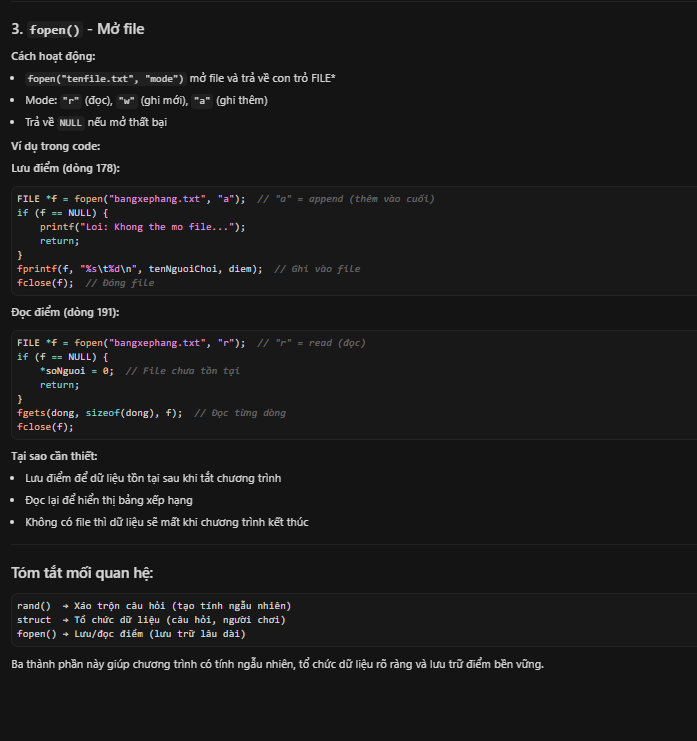 3. fopen() - Mở file
Cách hoạt động:
• fopen("tenfile.txt", "mode") mở file và trả về con trỏ FILE*
• Mode: "r" (đọc), "w" (ghi mới), "a" (ghi thêm)
• Trả về NULL nếu mở thất bại
Ví dụ trong code:
Lưu điểm (dòng 178):
FILE *f = fopen("bangxephang.txt", "a");  // "a" = append (thêm vào cuối)
if (f == NULL) {
    printf("Loi: Khong the mo file...");
    return;
}
fprintf(f, "%s\t%d\n", tenNguoiChoi, diem);  // Ghi vào file
fclose(f);  // Đóng file
Đọc điểm (dòng 191):
FILE *f = fopen("bangxephang.txt", "r");  // "r" = read (đọc)
if (f == NULL) {
    *soNguoi = 0;  // File chưa tồn tại
    return;
}
fgets(dong, sizeof(dong), f);  // Đọc từng dòng
fclose(f);
Tại sao cần thiết:
• Lưu điểm để dữ liệu tồn tại sau khi tắt chương trình
• Đọc lại để hiển thị bảng xếp hạng
• Không có file thì dữ liệu sẽ mất khi chương trình kết thúc
Tóm tắt mối quan hệ:
rand()  → Xáo trộn câu hỏi (tạo tính ngẫu nhiên)
struct  → Tổ chức dữ liệu (câu hỏi, người chơi)
fopen() → Lưu/đọc điểm (lưu trữ lâu dài)
Ba thành phần này giúp chương trình có tính ngẫu nhiên, tổ chức dữ liệu rõ ràng và lưu trữ điểm bền vững.